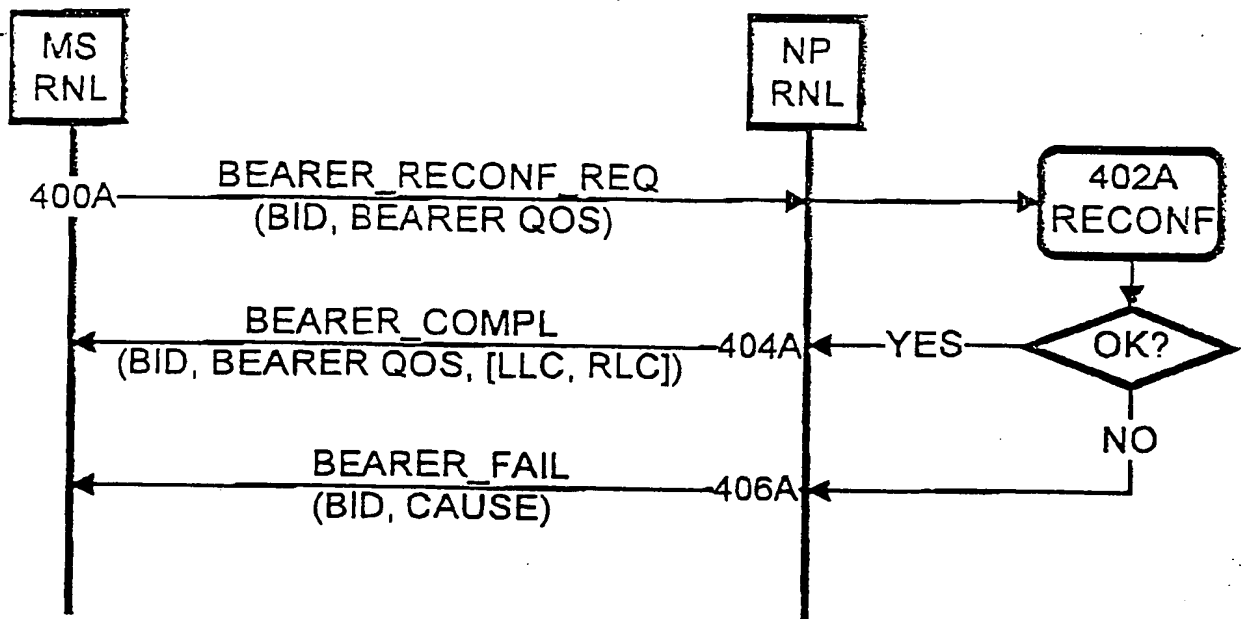 MS
RNL
NP
RNL
400A
BEARER_RECONF_REQ
(BID, BEARER QOS)
402A
RECONF
BEARER_COMPL
(BID, BEARER QOS, [LLC, RLC])
404A
YES
OK?
NO
BEARER_FAIL
(BID, CAUSE)
406A